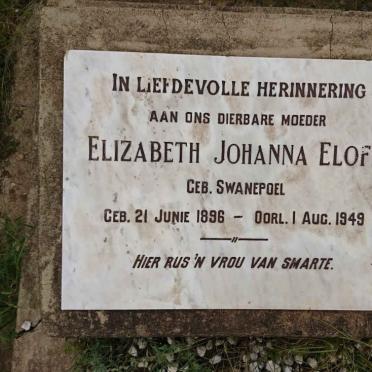 IN LIEFDEVOLLE HERINNERING
AAN ONS DIERBARE MOEDER
ELIZABETH JOHANNA ELOF
GEB. SWANEPOEL
GEB. 21 JUNIE 1896 – OORL. 1 AUG. 1949
HIER RUS 'N VROU VAN SMARTE.